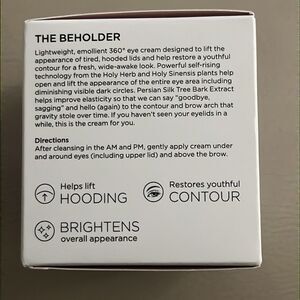 THE BEHOLDER
Lightweight, emollient 360° eye cream designed to lift the
appearance of tired, hooded lids and help restore a youthful
contour for a fresh, wide-awake look. Powerful self-rising
technology from the Holy Herb and Holy Sinensis plants help
open and lift the appearance of the entire eye area including
diminishing visible dark circles. Persian Silk Tree Bark Extract
helps improve elasticity so that we can say "goodbye,
sagging" and hello (again) to the contour and brow arch that
gravity stole over time. If you haven't seen your eyelids in a
while, this is the cream for you.
Directions
After cleansing in the AM and PM, gently apply cream under
and around eyes (including upper lid) and above the brow.
Helps lift
HOODING
Restores youthful
CONTOUR
BRIGHTENS
overall appearance